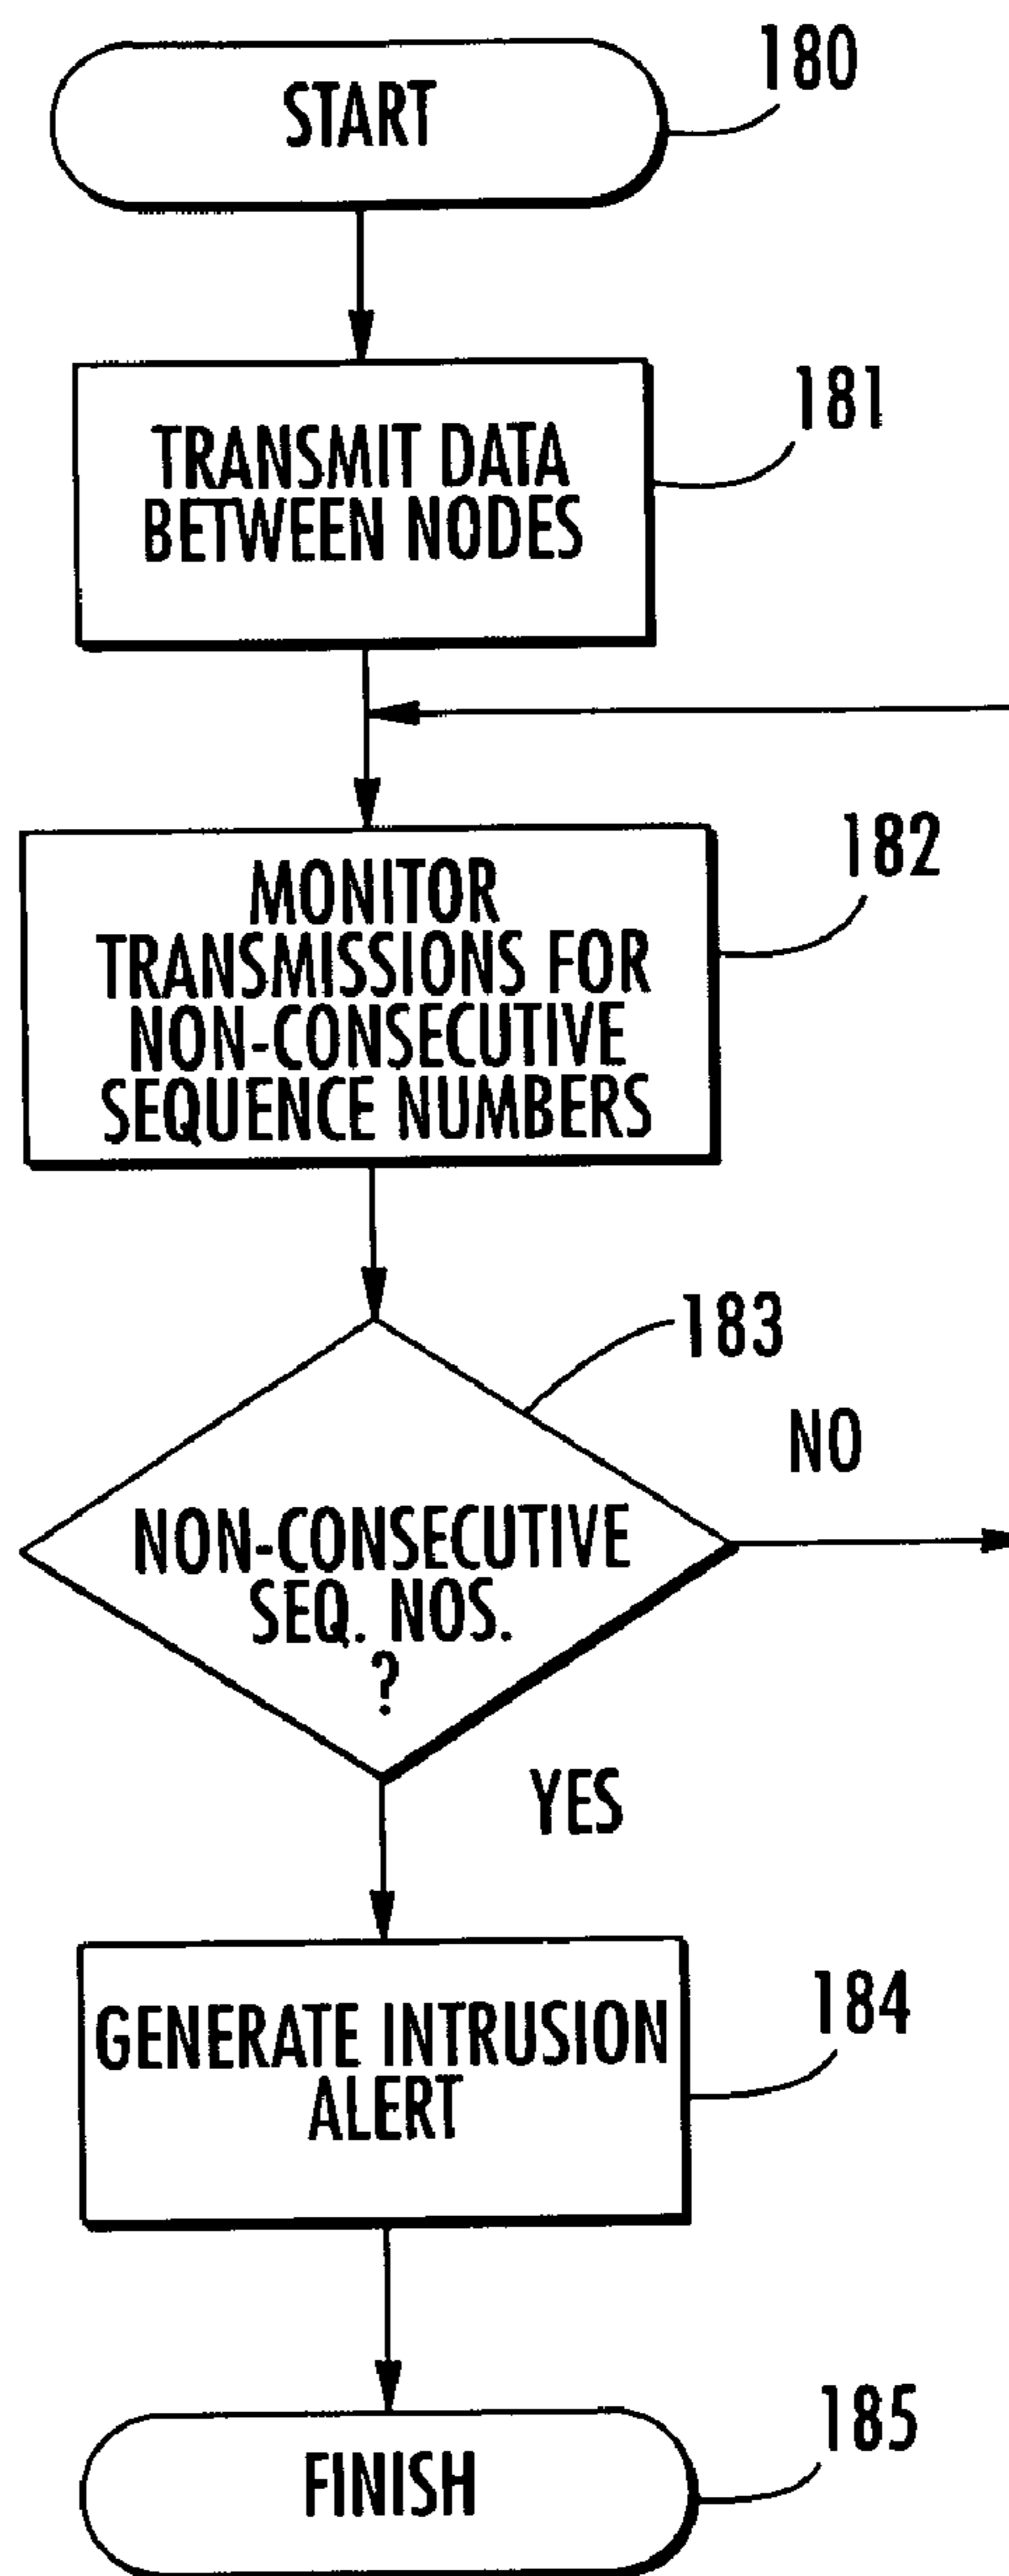 180
START
181
TRANSMIT DATA
BETWEEN NODES
182
MONITOR
TRANSMISSIONS FOR
NON-CONSECUTIVE
SEQUENCE NUMBERS
183
NO
NON-CONSECUTIVE
SEQ. NOS.
?
YES
184
GENERATE INTRUSION
ALERT
185
FINISH